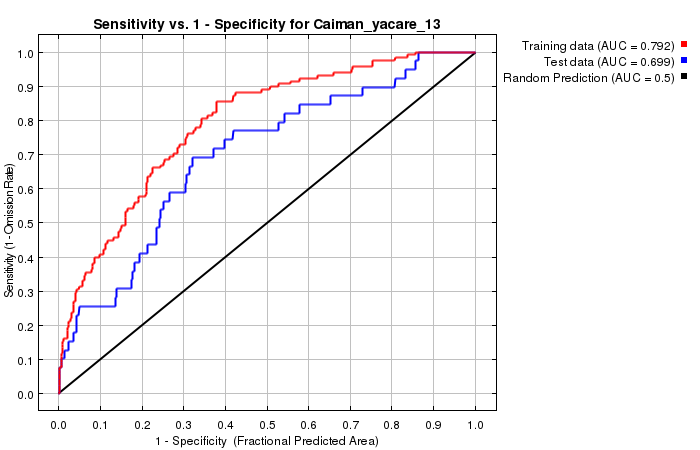 Sensitivity vs. 1 - Specificity for Caiman_yacare_13
Training data (AUC = 0.792)
Test data (AUC = 0.699)
Random Prediction (AUC = 0.5)
Sensitivity (1 - Omission Rate)
1.0
0.9
0.8
0.7
0.6
0.5
0.4
0.3
0.2
0.1
0.0
0.0 0.1 0.2 0.3 0.4 0.5 0.6 0.7 0.8 0.9 1.0
1 - Specificity (Fractional Predicted Area)